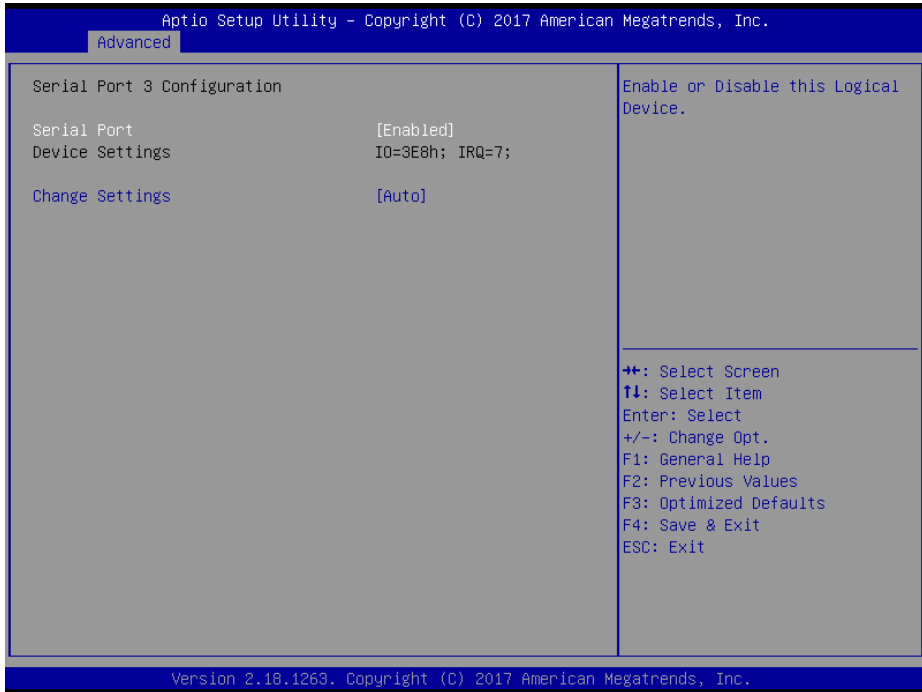 Aptio Setup Utility – Copyright (C) 2017 American Megatrends, Inc.
Advanced
Serial Port 3 Configuration
Serial Port [Enabled]
Device Settings IO=3E8h; IRQ=7;
Change Settings [Auto]
Enable or Disable this Logical
Device.
→←: Select Screen
↑↓: Select Item
Enter: Select
+/-: Change Opt.
F1: General Help
F2: Previous Values
F3: Optimized Defaults
F4: Save & Exit
ESC: Exit
Version 2.18.1263. Copyright (C) 2017 American Megatrends, Inc.